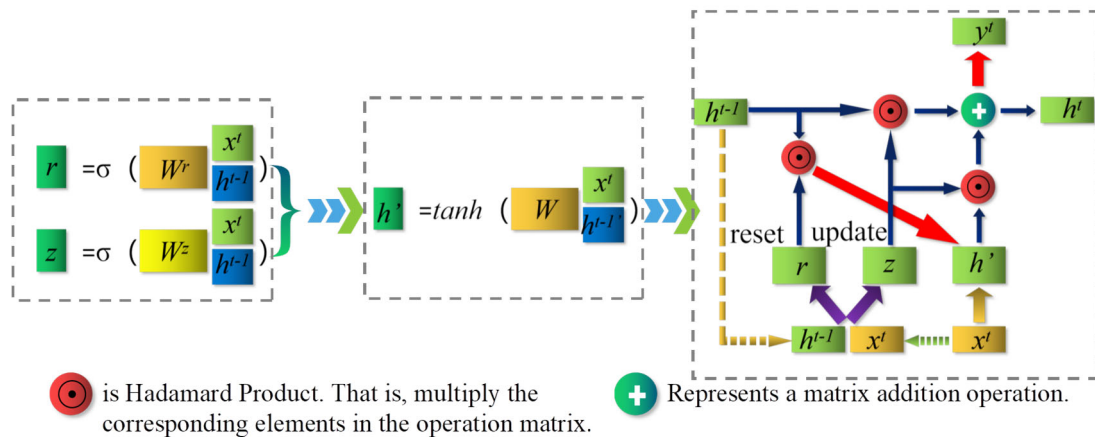 r =σ ( Wʳ xᵗ hᵗ⁻¹ )
z =σ ( Wᶻ xᵗ hᵗ⁻¹ )
h' =tanh ( W xᵗ hᵗ⁻¹' )
yᵗ
hᵗ⁻¹
hᵗ
reset update
r z h'
hᵗ⁻¹ xᵗ xᵗ
is Hadamard Product. That is, multiply the
corresponding elements in the operation matrix.
Represents a matrix addition operation.